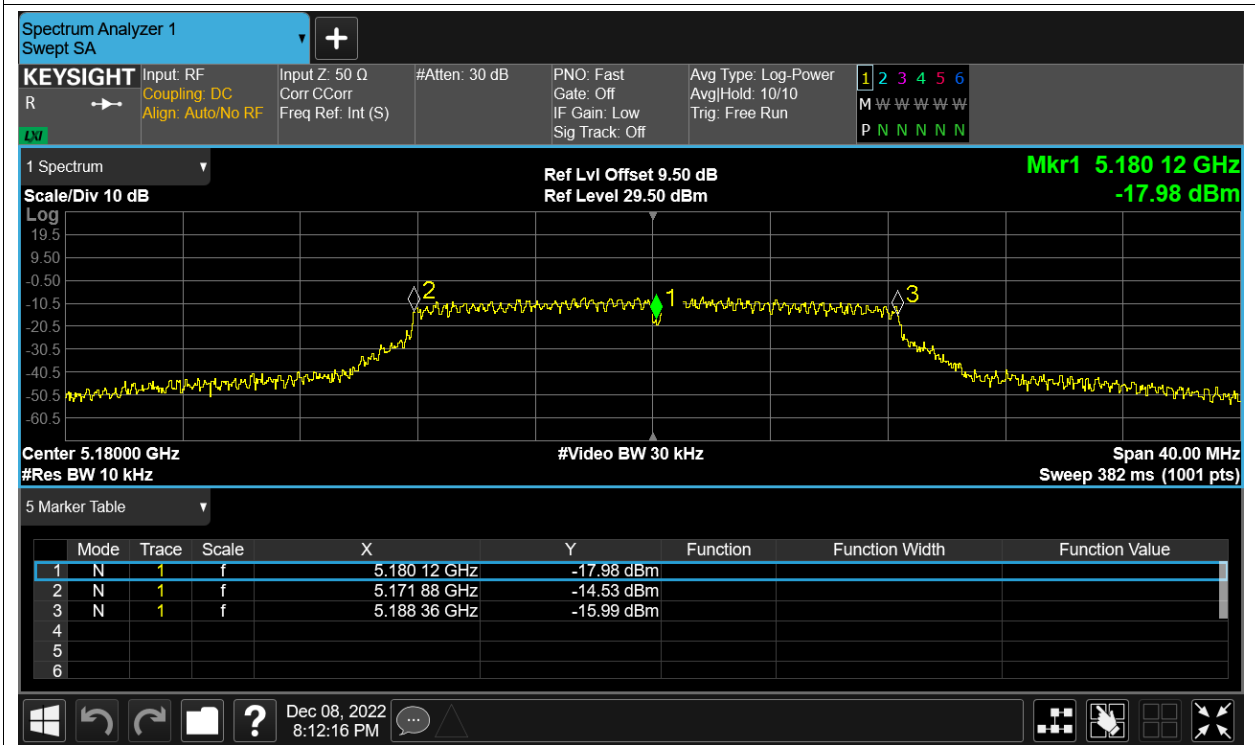 Spectrum Analyzer 1
Swept SA
+
KEYSIGHT Input: RF Input Z: 50 Ω #Atten: 30 dB PNO: Fast Avg Type: Log-Power 1 2 3 4 5 6
R Coupling: DC Corr CCorr Gate: Off Avg|Hold: 10/10 M W W W W W W
Align: Auto/No RF Freq Ref: Int (S) IF Gain: Low Trig: Free Run
LXI Sig Track: Off P N N N N N N
1 Spectrum Ref Lvl Offset 9.50 dB Mkr1 5.180 12 GHz
Scale/Div 10 dB Ref Level 29.50 dBm -17.98 dBm
Log
19.5
9.50
-0.50
2 1 3
-10.5
-20.5
-30.5
-40.5
-50.5
-60.5
Center 5.18000 GHz #Video BW 30 kHz Span 40.00 MHz
#Res BW 10 kHz Sweep 382 ms (1001 pts)
5 Marker Table
Mode Trace Scale X Y Function Function Width Function Value
1 N 1 f 5.180 12 GHz -17.98 dBm
2 N 1 f 5.171 88 GHz -14.53 dBm
3 N 1 f 5.188 36 GHz -15.99 dBm
4
5
6
? Dec 08, 2022
8:12:16 PM